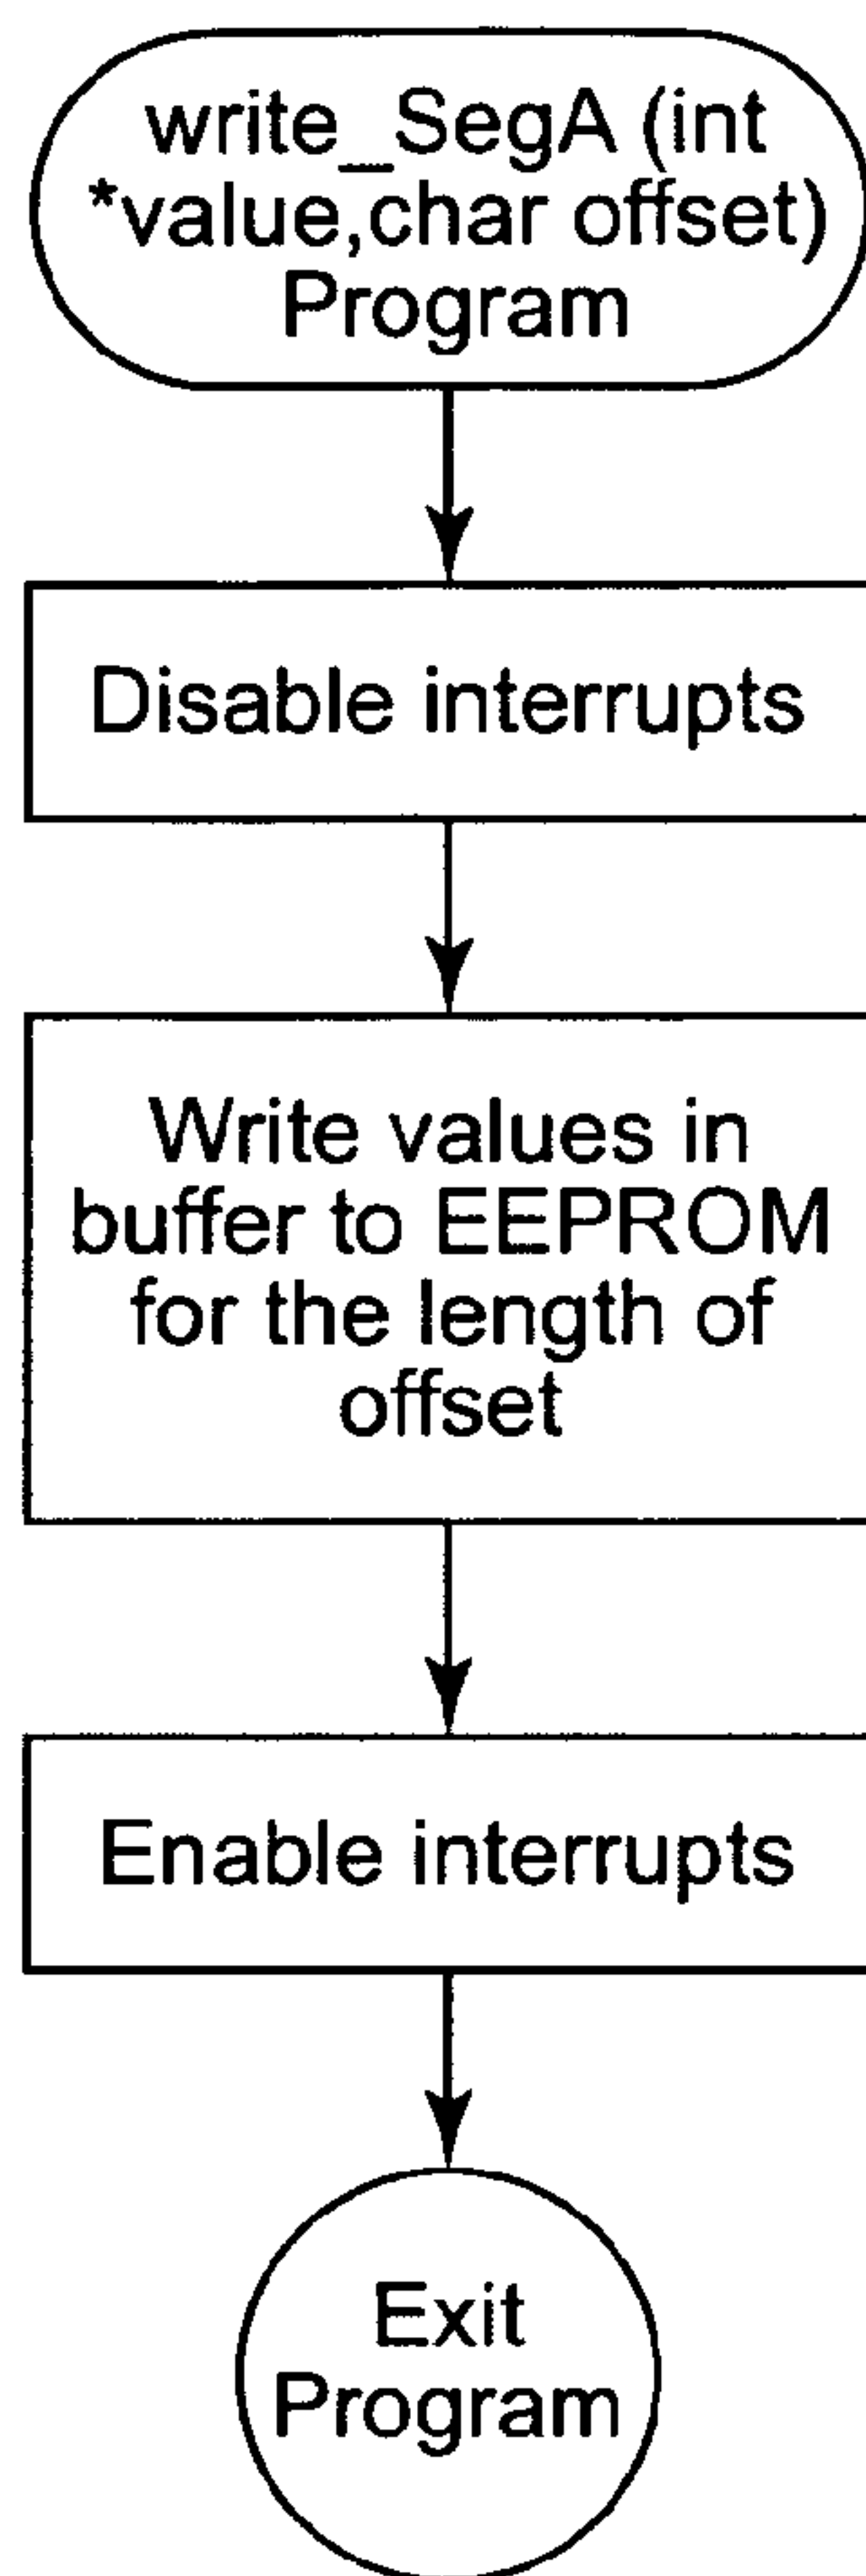 write_SegA (int
*value,char offset)
Program
Disable interrupts
Write values in
buffer to EEPROM
for the length of
offset
Enable interrupts
Exit
Program